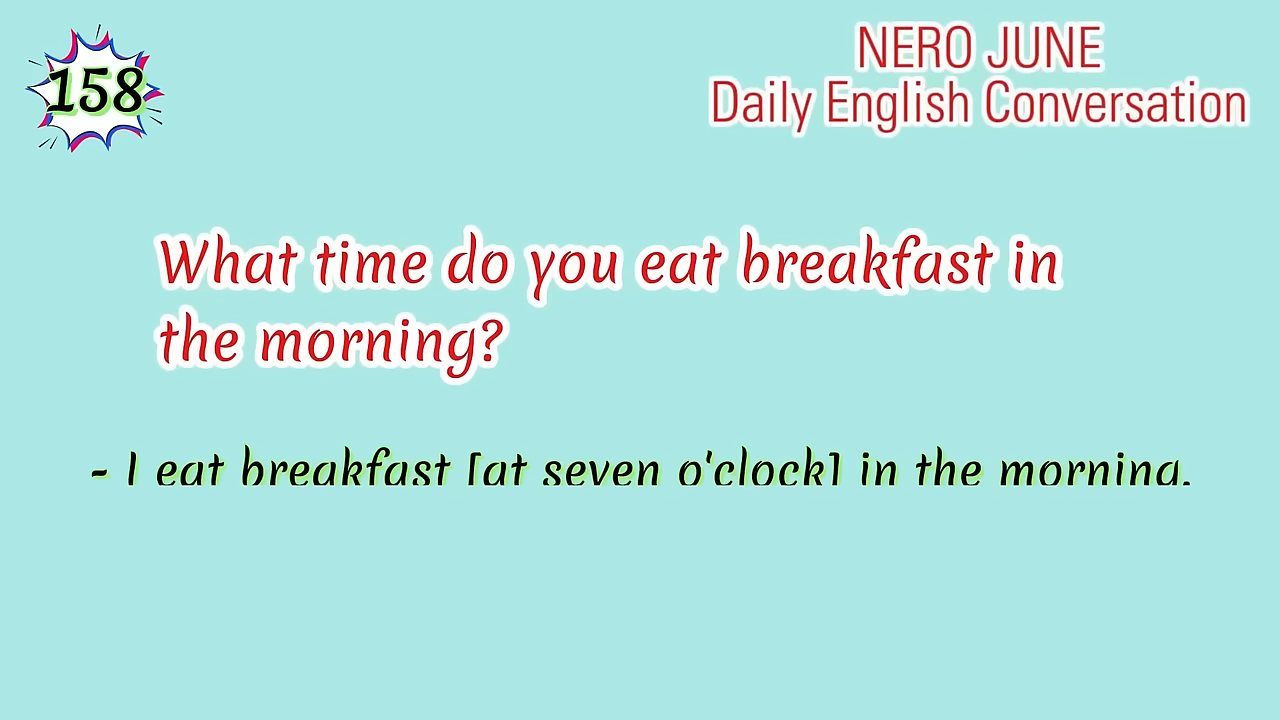 158
NERO JUNE
Daily English Conversation
What time do you eat breakfast in
the morning?
- I eat breakfast [at seven o'clock] in the morning.